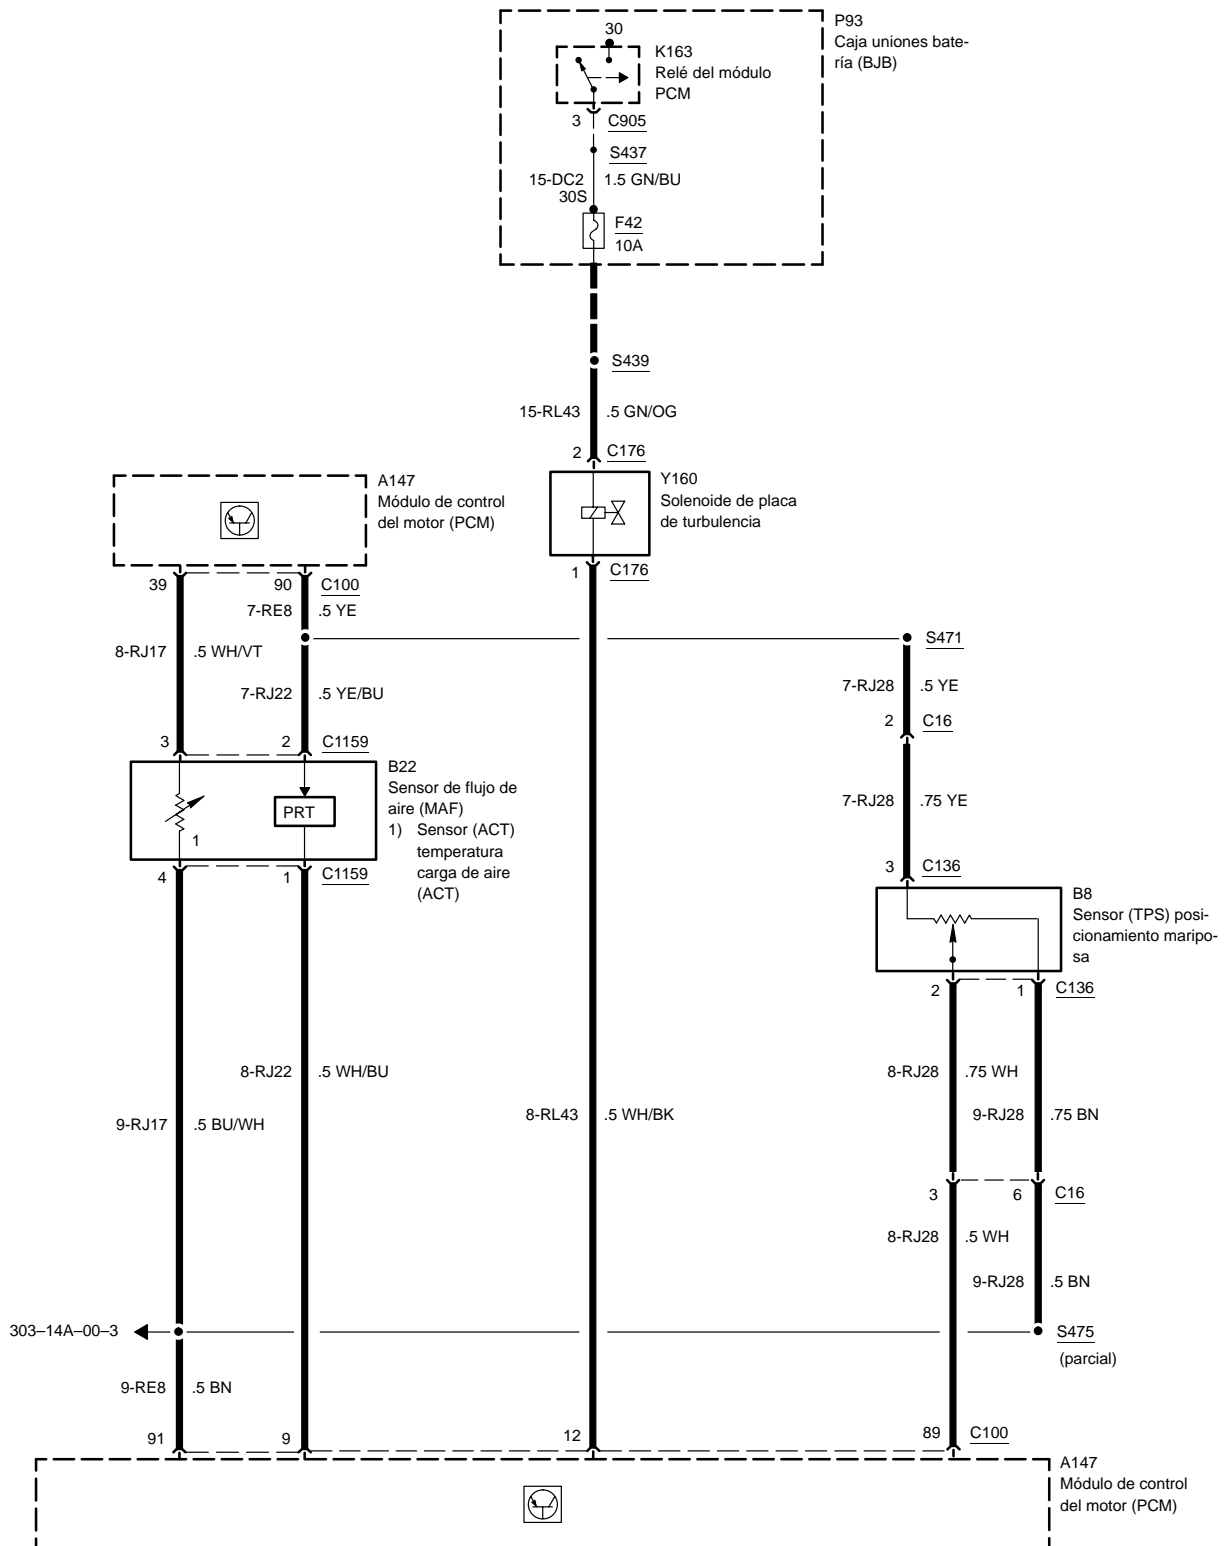 P93
Caja uniones bate-
ría (BJB)
30
K163
Relé del módulo
PCM
3 C905
S437
15-DC2 1.5 GN/BU
30S
F42
10A
S439
15-RL43 .5 GN/OG
2 C176
Y160
Solenoide de placa
de turbulencia
1 C176
A147
Módulo de control
del motor (PCM)
39 90 C100
7-RE8 .5 YE
8-RJ17 .5 WH/VT
S471
7-RJ22 .5 YE/BU
7-RJ28 .5 YE
2 C16
3 2 C1159
B22
Sensor de flujo de
aire (MAF)
1) Sensor (ACT)
temperatura
carga de aire
(ACT)
PRT
1
7-RJ28 .75 YE
4 1 C1159
3 C136
B8
Sensor (TPS) posi-
cionamiento maripo-
sa
2 1 C136
8-RJ22 .5 WH/BU
8-RJ28 .75 WH
9-RJ17 .5 BU/WH
8-RL43 .5 WH/BK
9-RJ28 .75 BN
3 6 C16
8-RJ28 .5 WH
9-RJ28 .5 BN
303–14A–00–3
S475
(parcial)
9-RE8 .5 BN
91 9 12 89 C100
A147
Módulo de control
del motor (PCM)